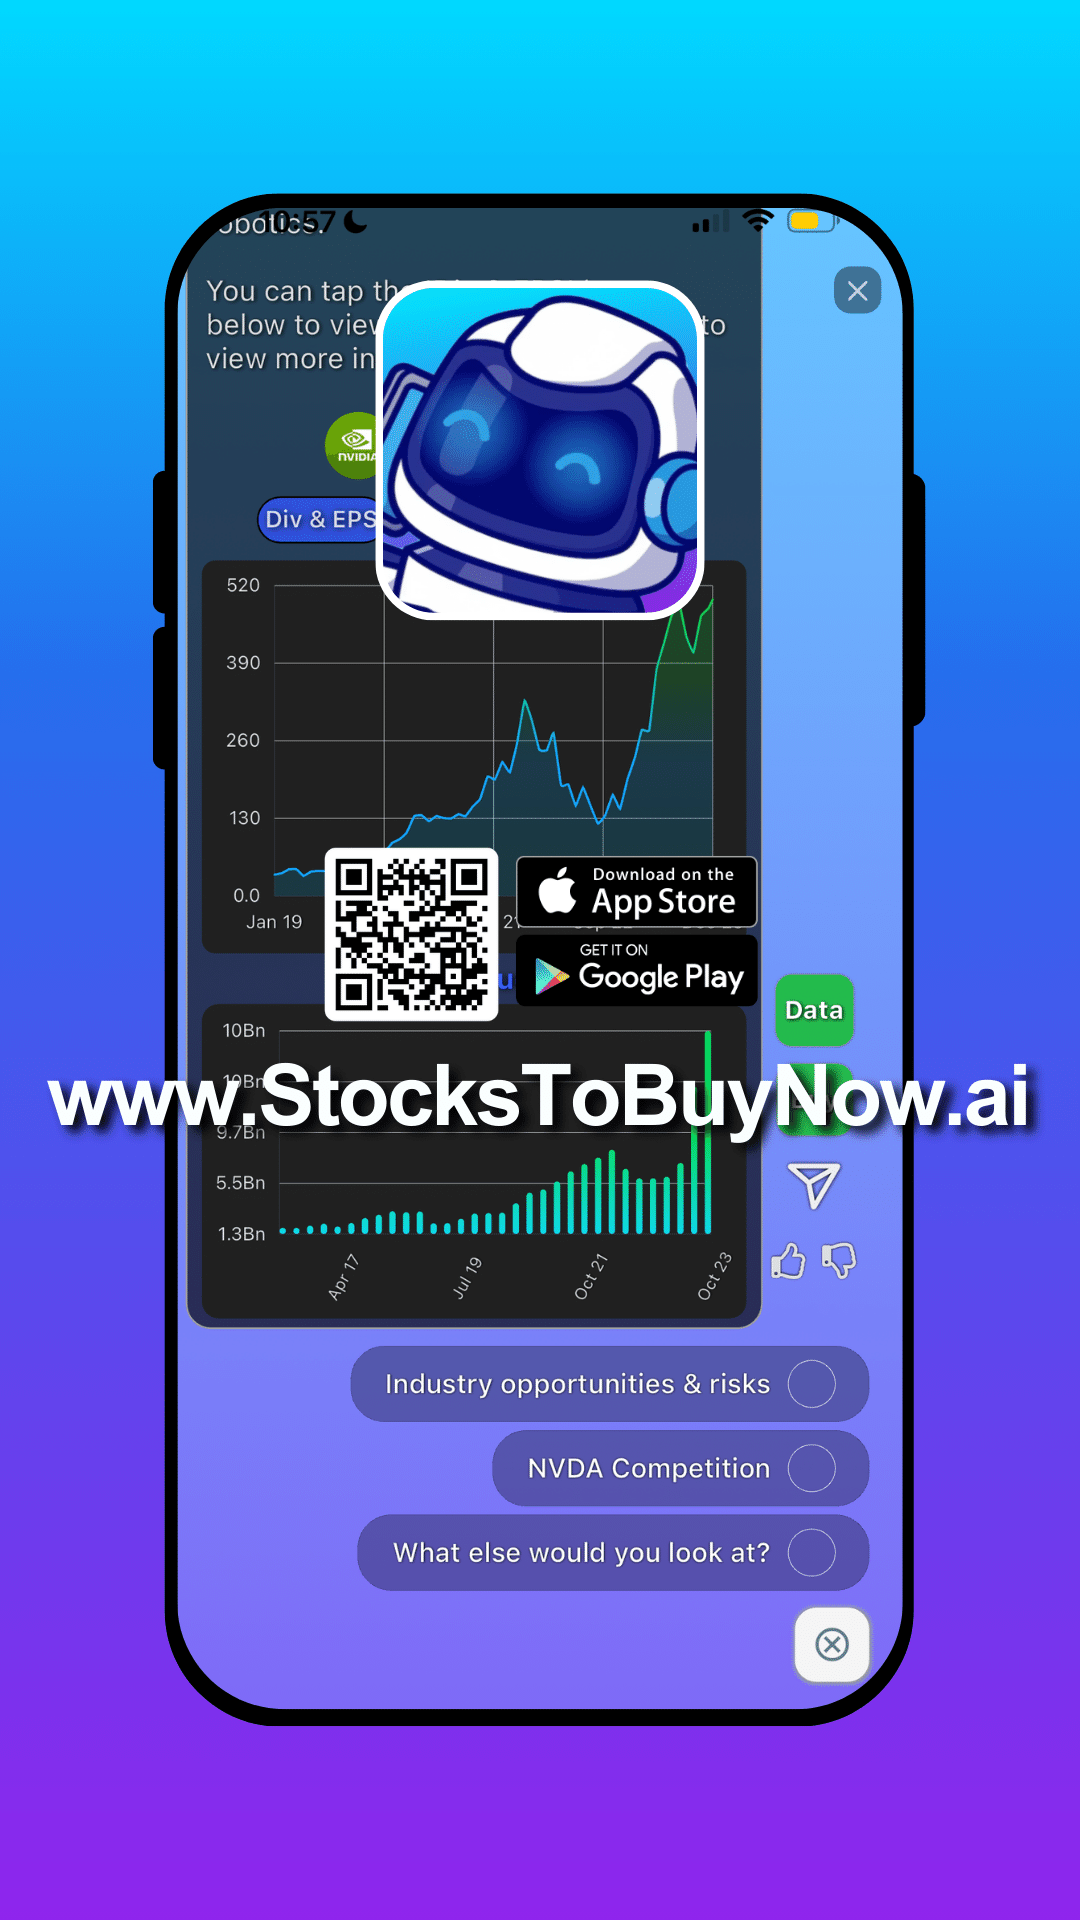 obotics.
10:57
You can tap the
below to view
to
view more in
NVIDIA
Div & EPS
520
390
260
130
0.0
Jan 19
21
Download on the
App Store
GET IT ON
Google Play
Data
10Bn
www.StocksToBuyNow.ai
9.7Bn
5.5Bn
1.3Bn
Apr 17
Jul 19
Oct 21
Oct 23
Industry opportunities & risks
NVDA Competition
What else would you look at?